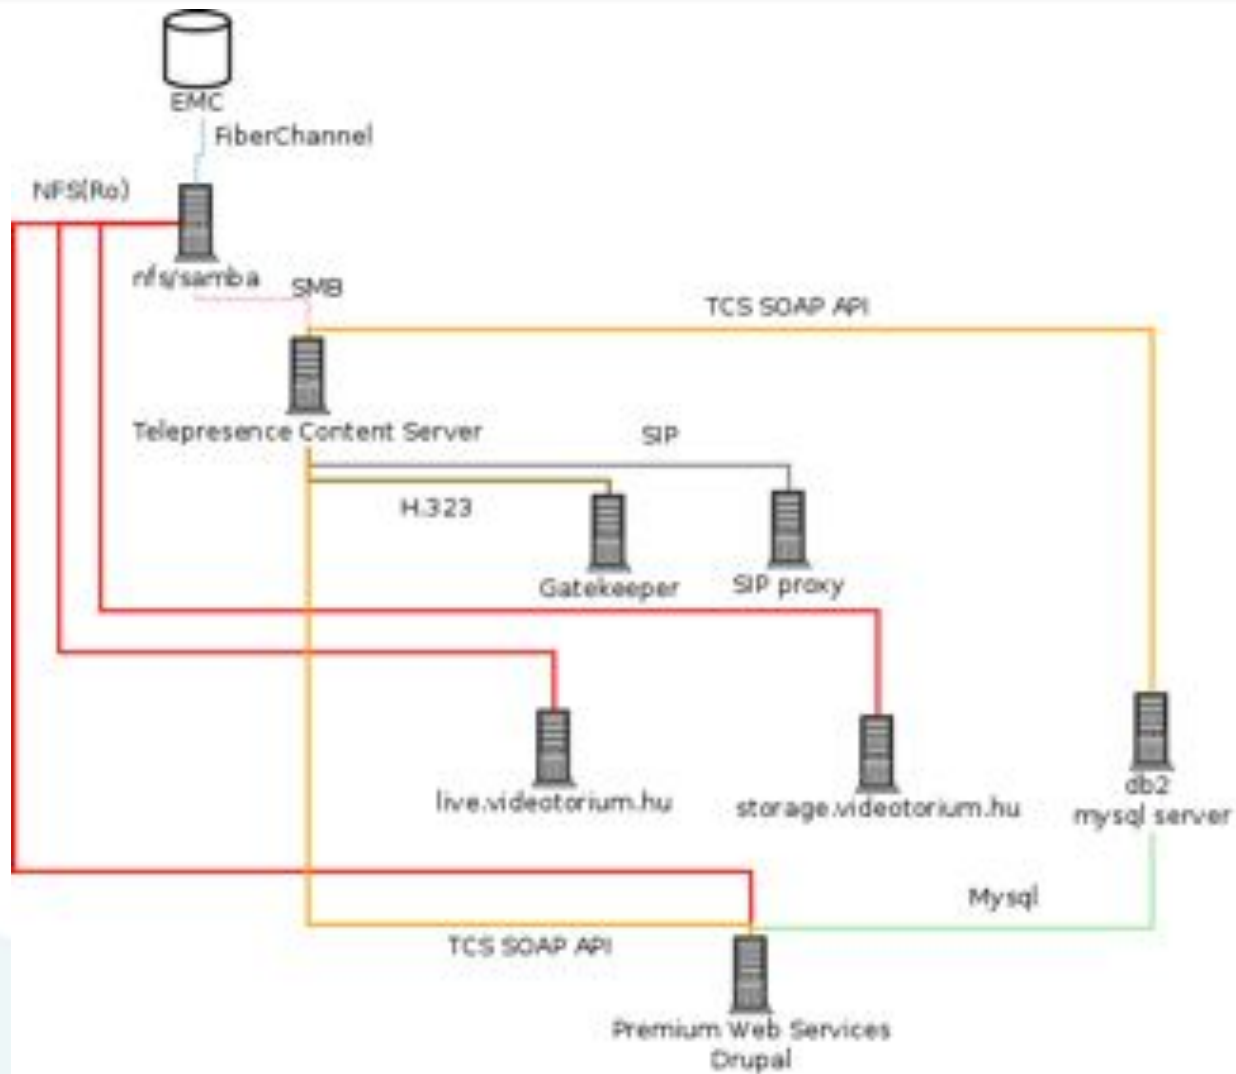 EMC
FiberChannel
NFS(Ro)
nfs/samba
SMB
TCS SOAP API
Telepresence Content Server
SIP
H.323
Gatekeeper
SIP proxy
live.videotorium.hu
storage.videotorium.hu
db2
mysql server
Mysql
TCS SOAP API
Premium Web Services
Drupal